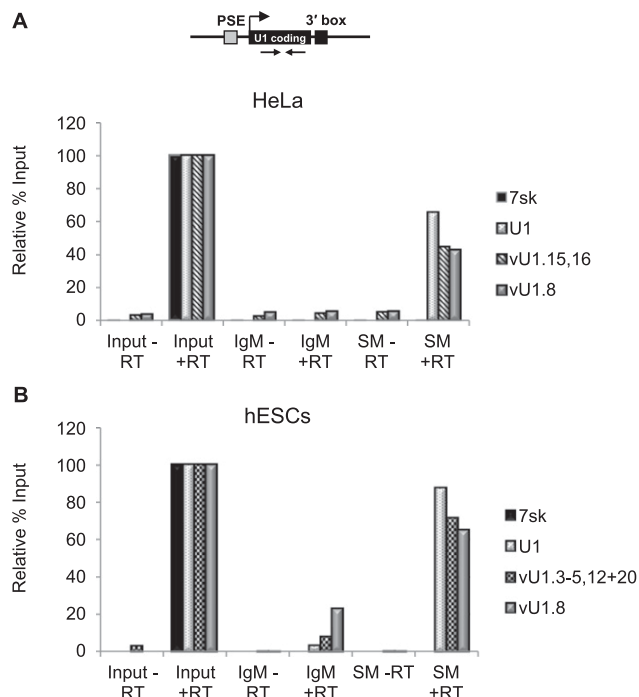 A
PSE
3′ box
U1 coding
HeLa
Relative % Input
120
100
80
60
40
20
0
Input -
RT
Input
+RT
IgM -
RT
IgM
+RT
SM -
RT
SM
+RT
7sk
U1
vU1.15,16
vU1.8
B
hESCs
Relative % Input
120
100
80
60
40
20
0
Input -
RT
Input
+RT
IgM -
RT
IgM
+RT
SM -RT
SM
+RT
7sk
U1
vU1.3-5,12+20
vU1.8